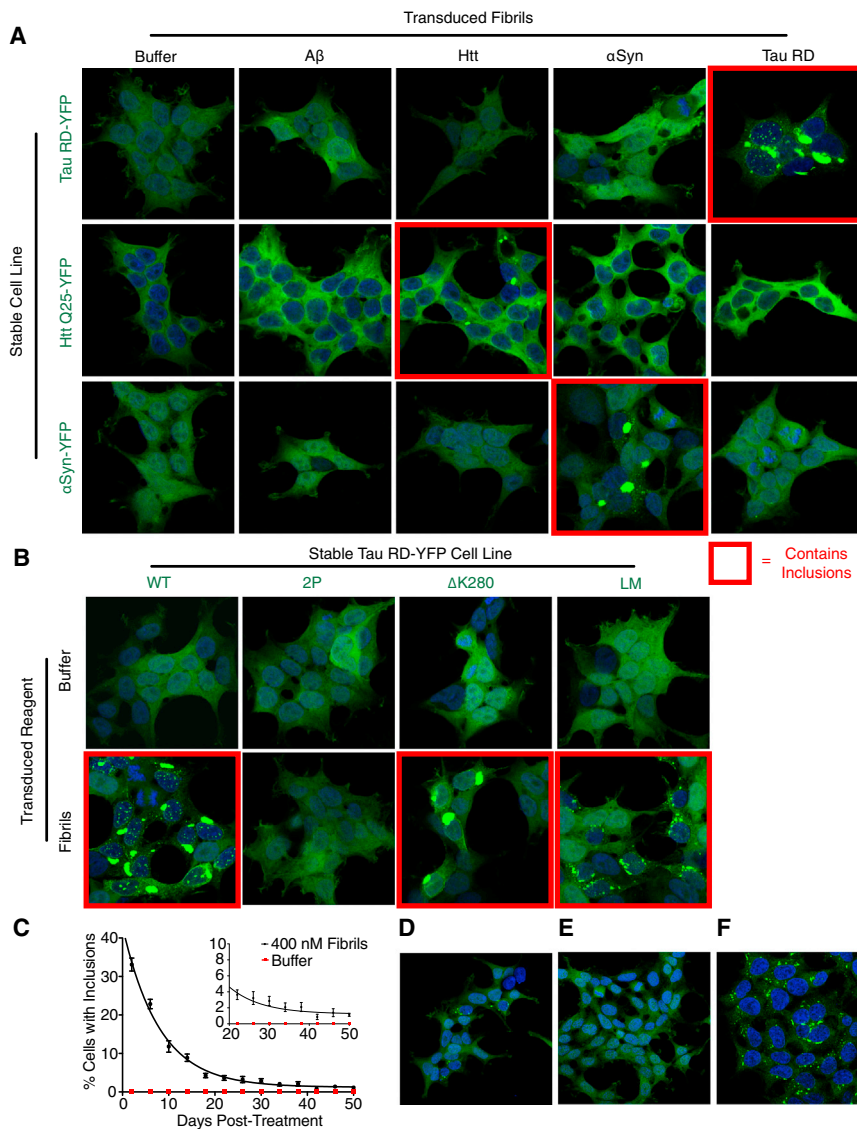 A
Transduced Fibrils
Buffer
Aβ
Htt
αSyn
Tau RD
Stable Cell Line
Tau RD-YFP
Htt Q25-YFP
αSyn-YFP
= Contains
Inclusions
B
Stable Tau RD-YFP Cell Line
WT
2P
ΔK280
LM
Transduced Reagent
Buffer
Fibrils
C
% Cells with Inclusions
40
30
20
10
0
0 10 20 30 40 50
Days Post-Treatment
10
8
6
4
2
0
20 30 40 50
400 nM Fibrils
Buffer
D
E
F